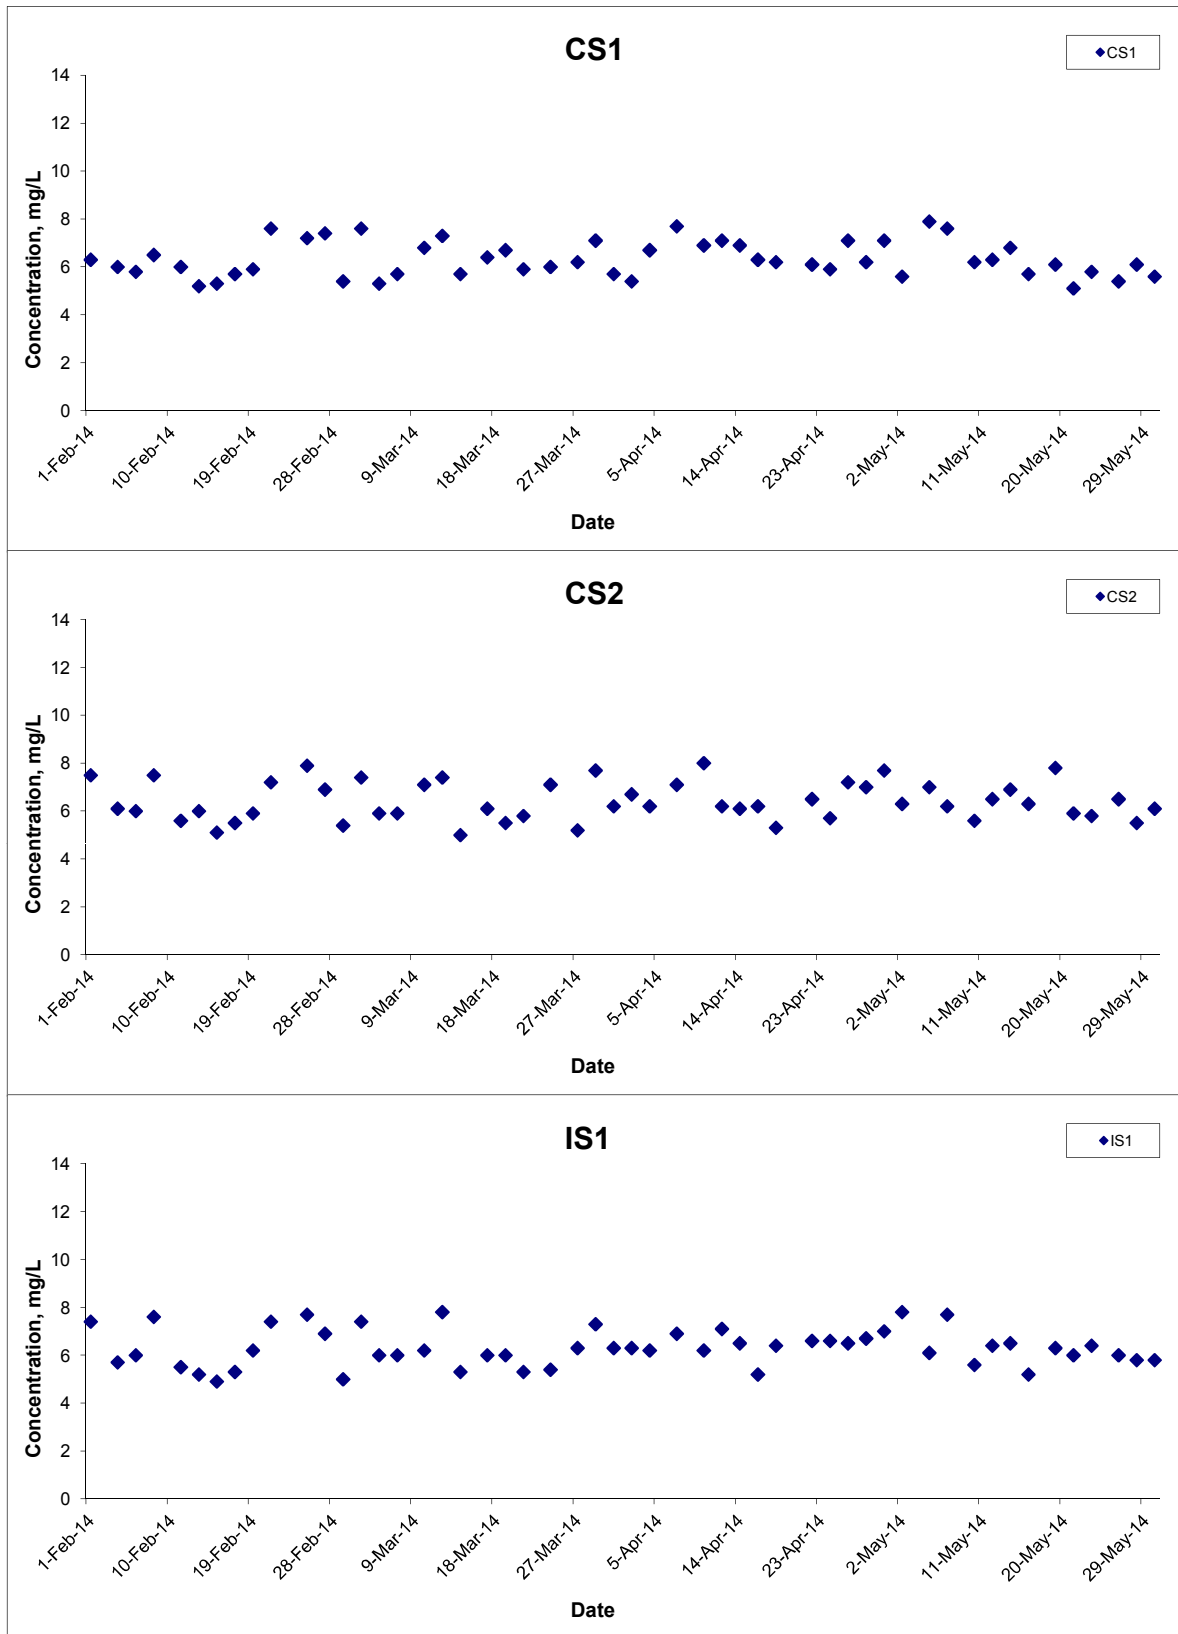 CS1
CS1
14
12
10
8
6
4
2
0
Concentration, mg/L
1-Feb-14
10-Feb-14
19-Feb-14
28-Feb-14
9-Mar-14
18-Mar-14
27-Mar-14
5-Apr-14
14-Apr-14
23-Apr-14
2-May-14
11-May-14
20-May-14
29-May-14
Date
CS2
CS2
14
12
10
8
6
4
2
0
Concentration, mg/L
1-Feb-14
10-Feb-14
19-Feb-14
28-Feb-14
9-Mar-14
18-Mar-14
27-Mar-14
5-Apr-14
14-Apr-14
23-Apr-14
2-May-14
11-May-14
20-May-14
29-May-14
Date
IS1
IS1
14
12
10
8
6
4
2
0
Concentration, mg/L
1-Feb-14
10-Feb-14
19-Feb-14
28-Feb-14
9-Mar-14
18-Mar-14
27-Mar-14
5-Apr-14
14-Apr-14
23-Apr-14
2-May-14
11-May-14
20-May-14
29-May-14
Date